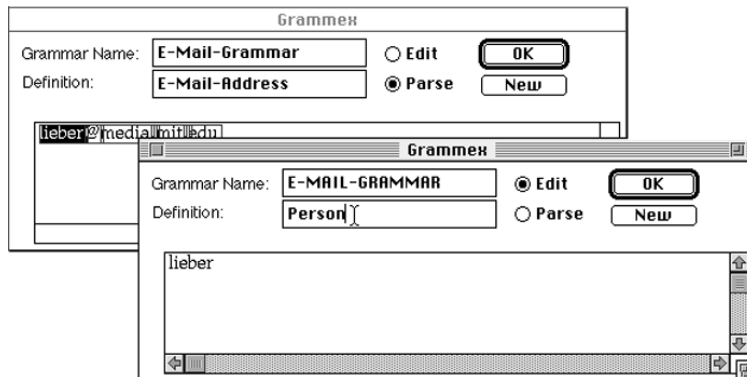 Grammex
Grammar Name: E-Mail-Grammar Edit OK
Definition: E-Mail-Address Parse New
lieber@media.mit.edu
Grammex
Grammar Name: E-MAIL-GRAMMAR Edit OK
Definition: Person Parse New
lieber